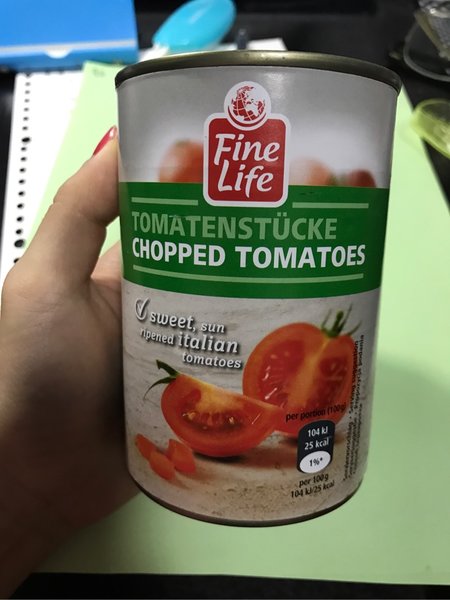 Fine
Life
TOMATENSTÜCKE
CHOPPED TOMATOES
sweet, sun
ripened italian
tomatoes
per portion (100g)
104 kJ
25 kcal
1%*
per 100g
104 kJ/25 kcal